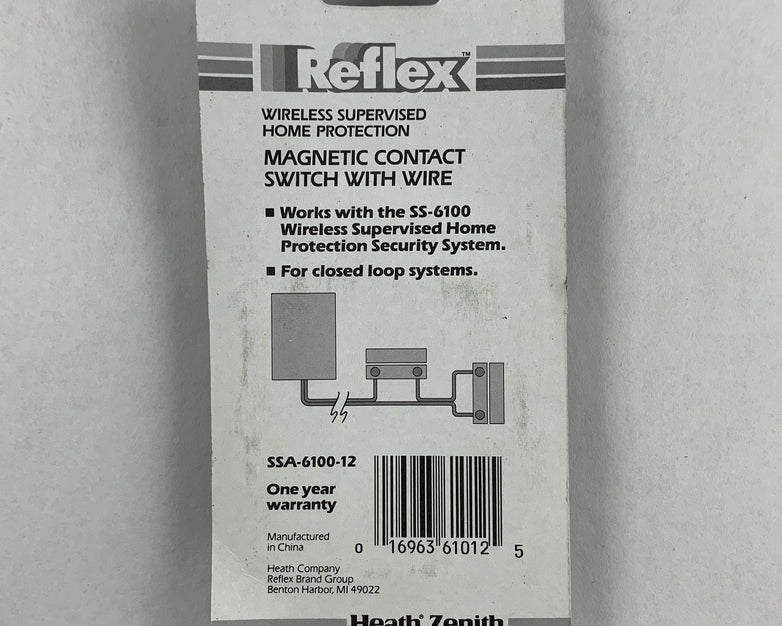 Reflex™
WIRELESS SUPERVISED
HOME PROTECTION
MAGNETIC CONTACT
SWITCH WITH WIRE
■ Works with the SS-6100
Wireless Supervised Home
Protection Security System.
■ For closed loop systems.
SSA-6100-12
One year
warranty
Manufactured
in China
0 16963 61012 5
Heath Company
Reflex Brand Group
Benton Harbor, MI 49022
Heath® Zenith